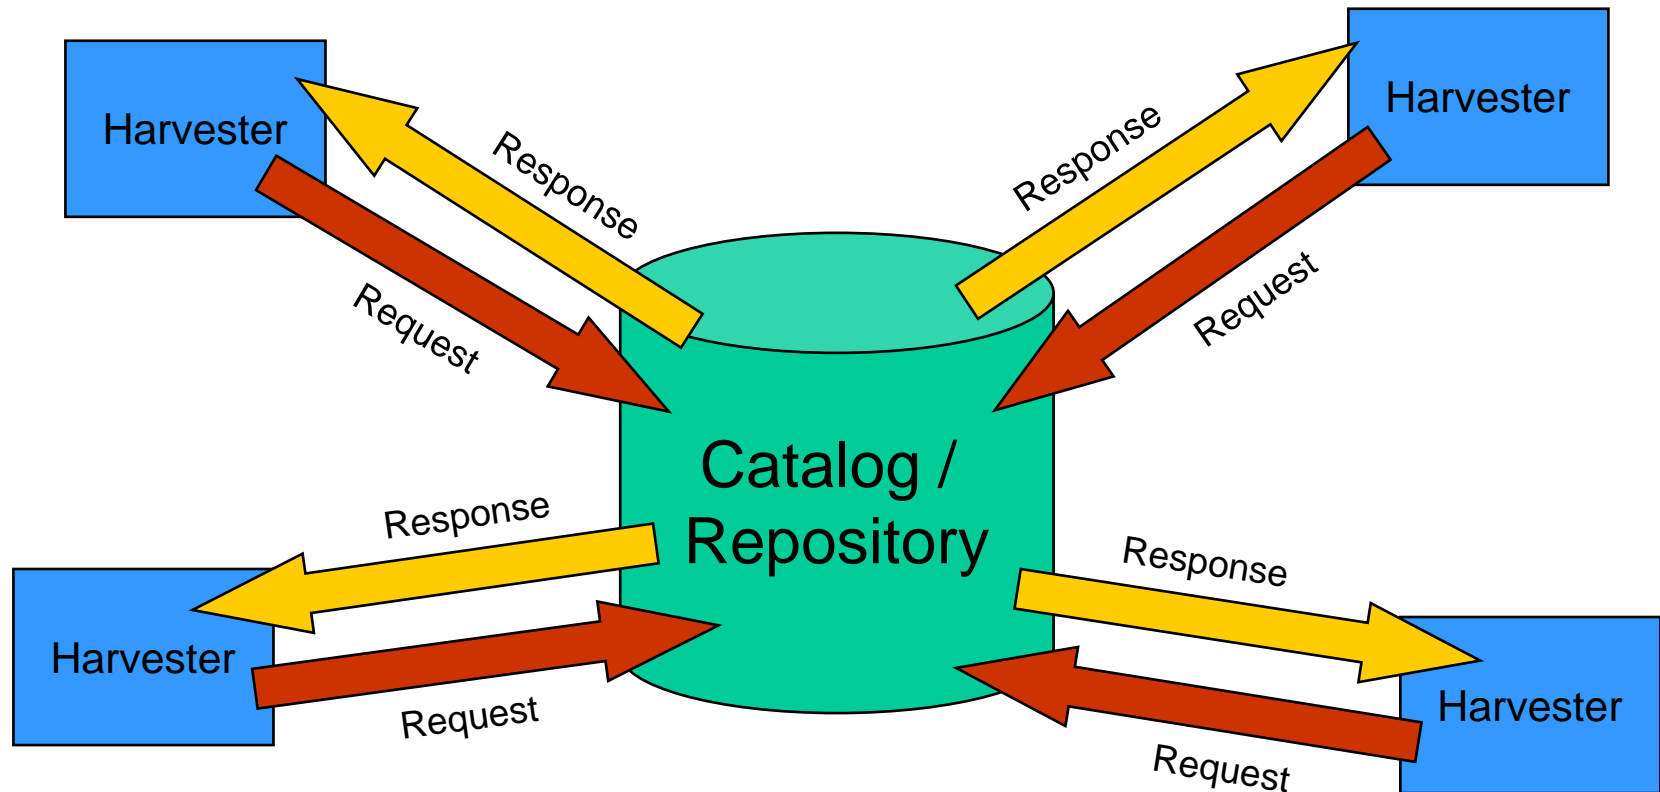 Harvester
Harvester
Response
Response
Request
Request
Catalog /
Repository
Response
Response
Harvester
Harvester
Request
Request